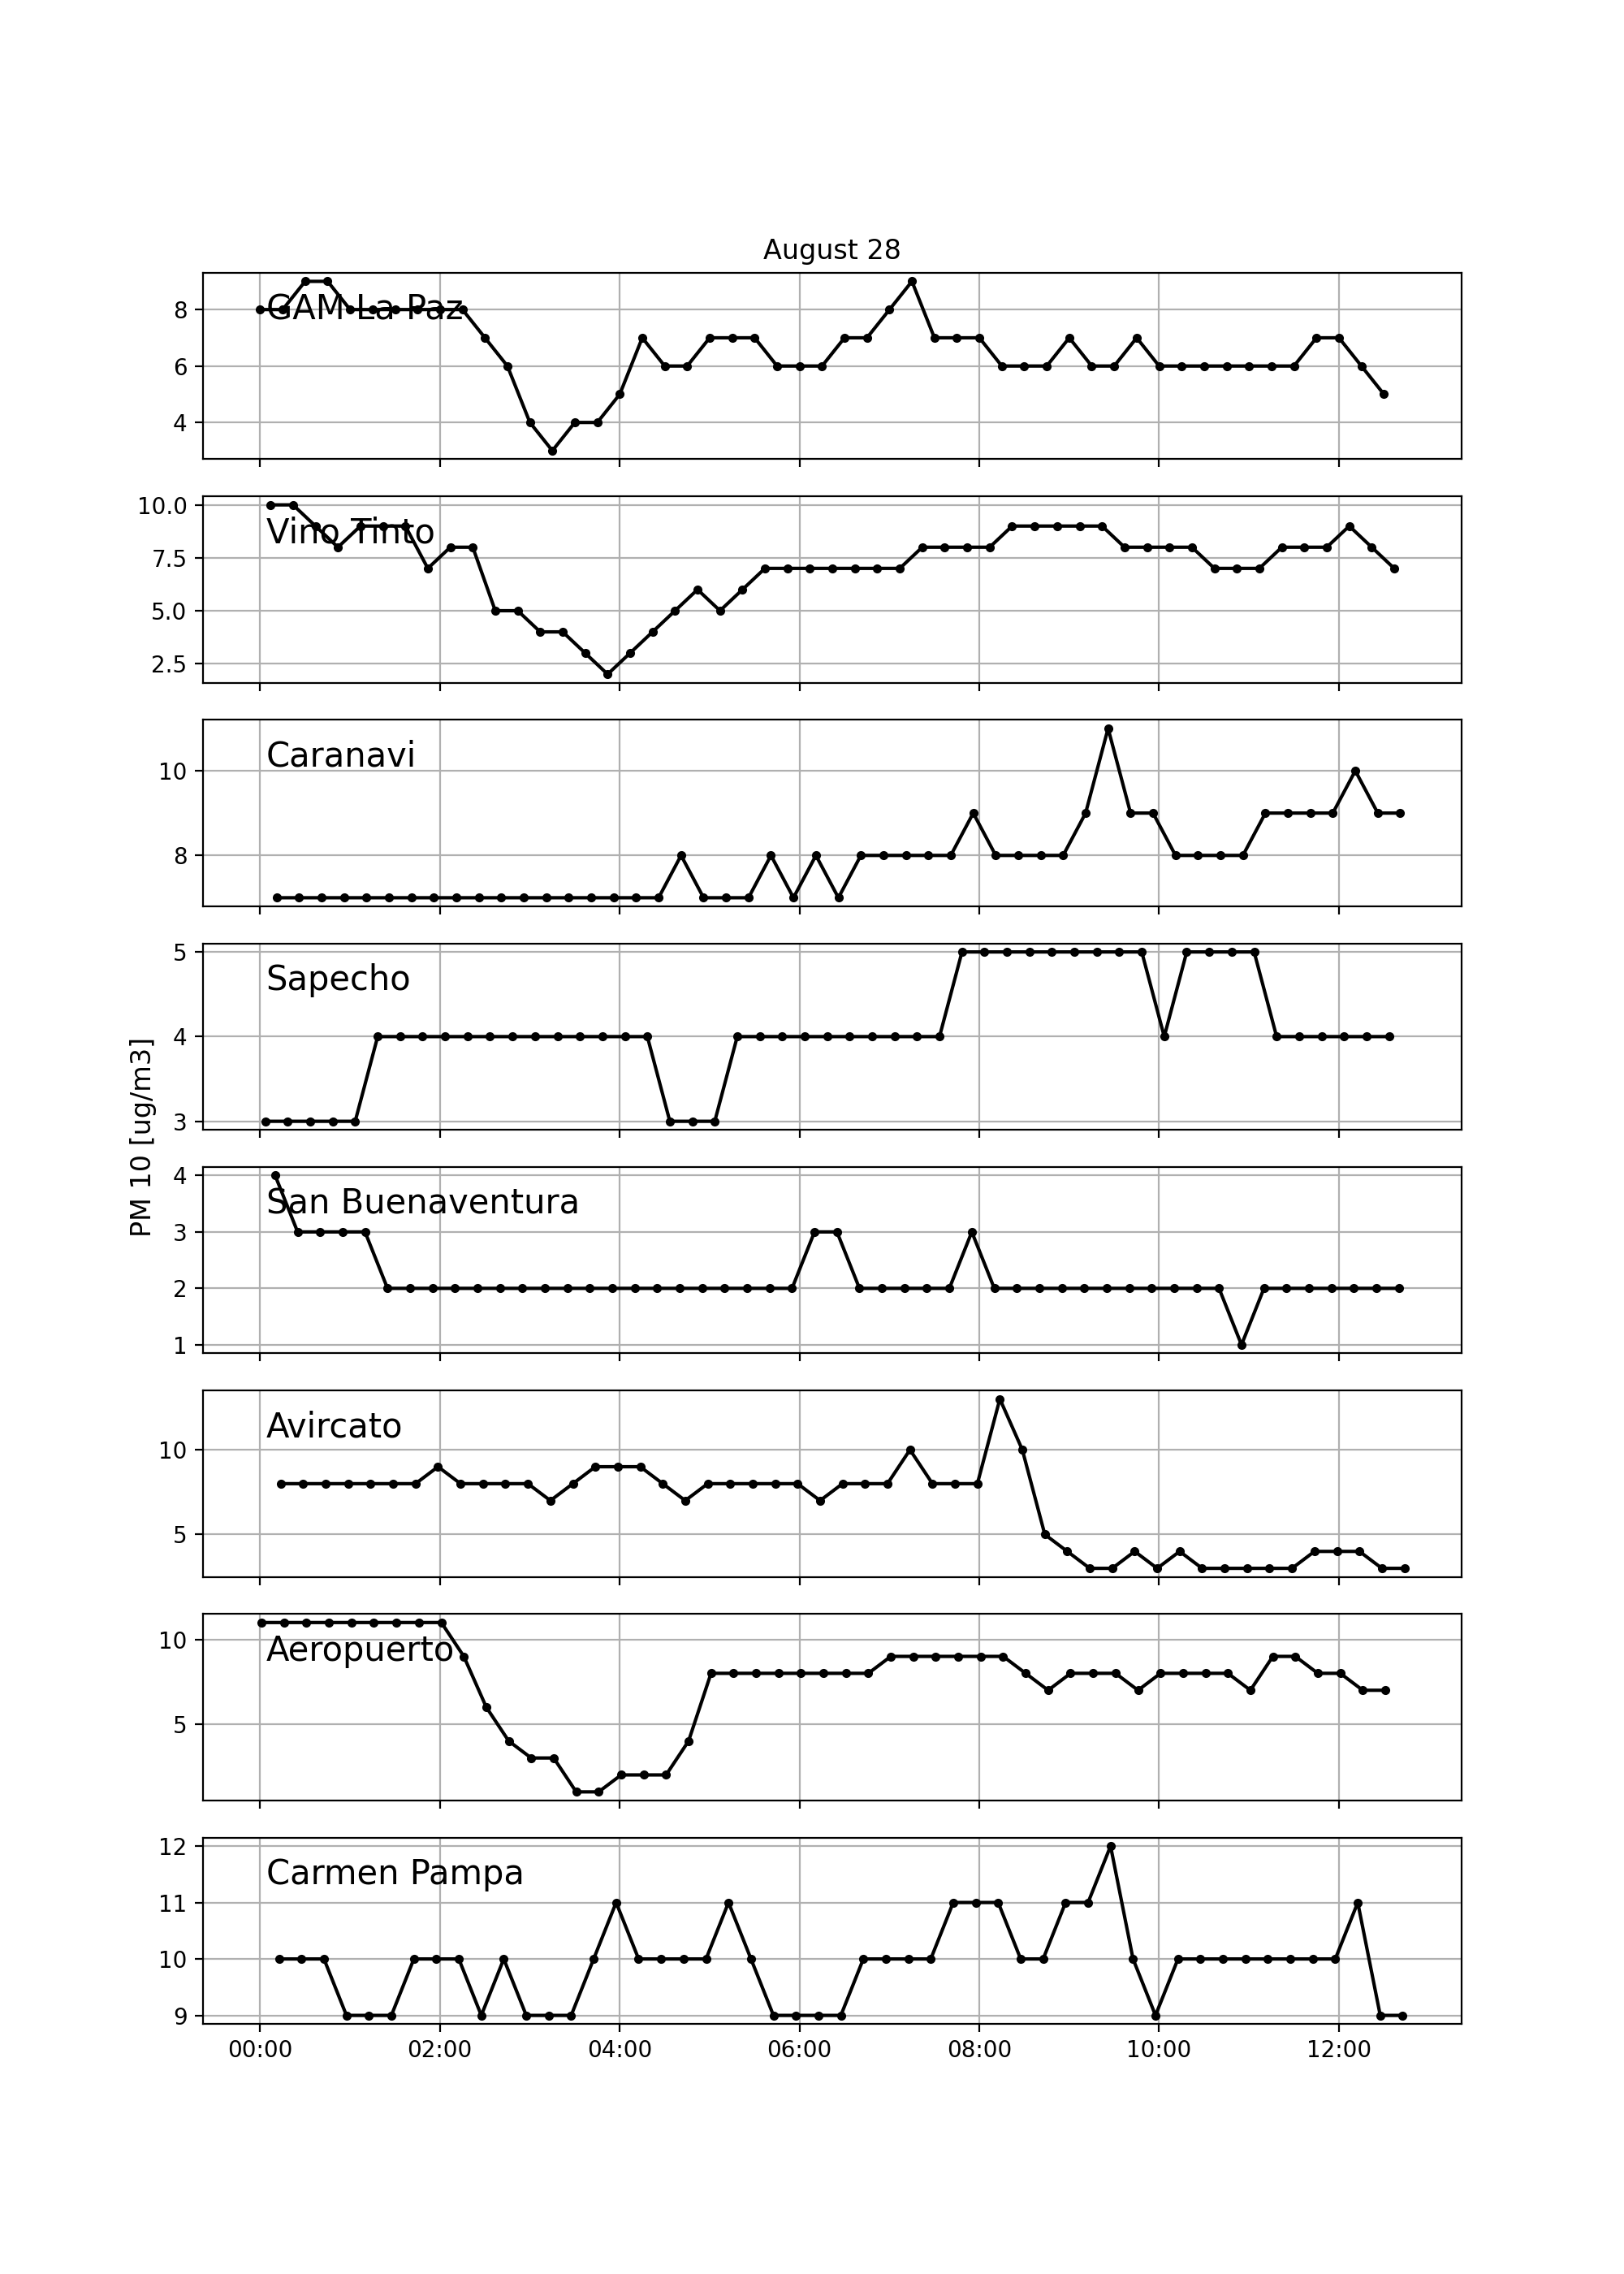 August 28
GAM La Paz
8
6
4
Vino Tinto
10.0
7.5
5.0
2.5
Caranavi
10
8
Sapecho
5
4
3
PM 10 [ug/m3]
San Buenaventura
4
3
2
1
Avircato
10
5
Aeropuerto
10
5
Carmen Pampa
12
11
10
9
00:00 02:00 04:00 06:00 08:00 10:00 12:00